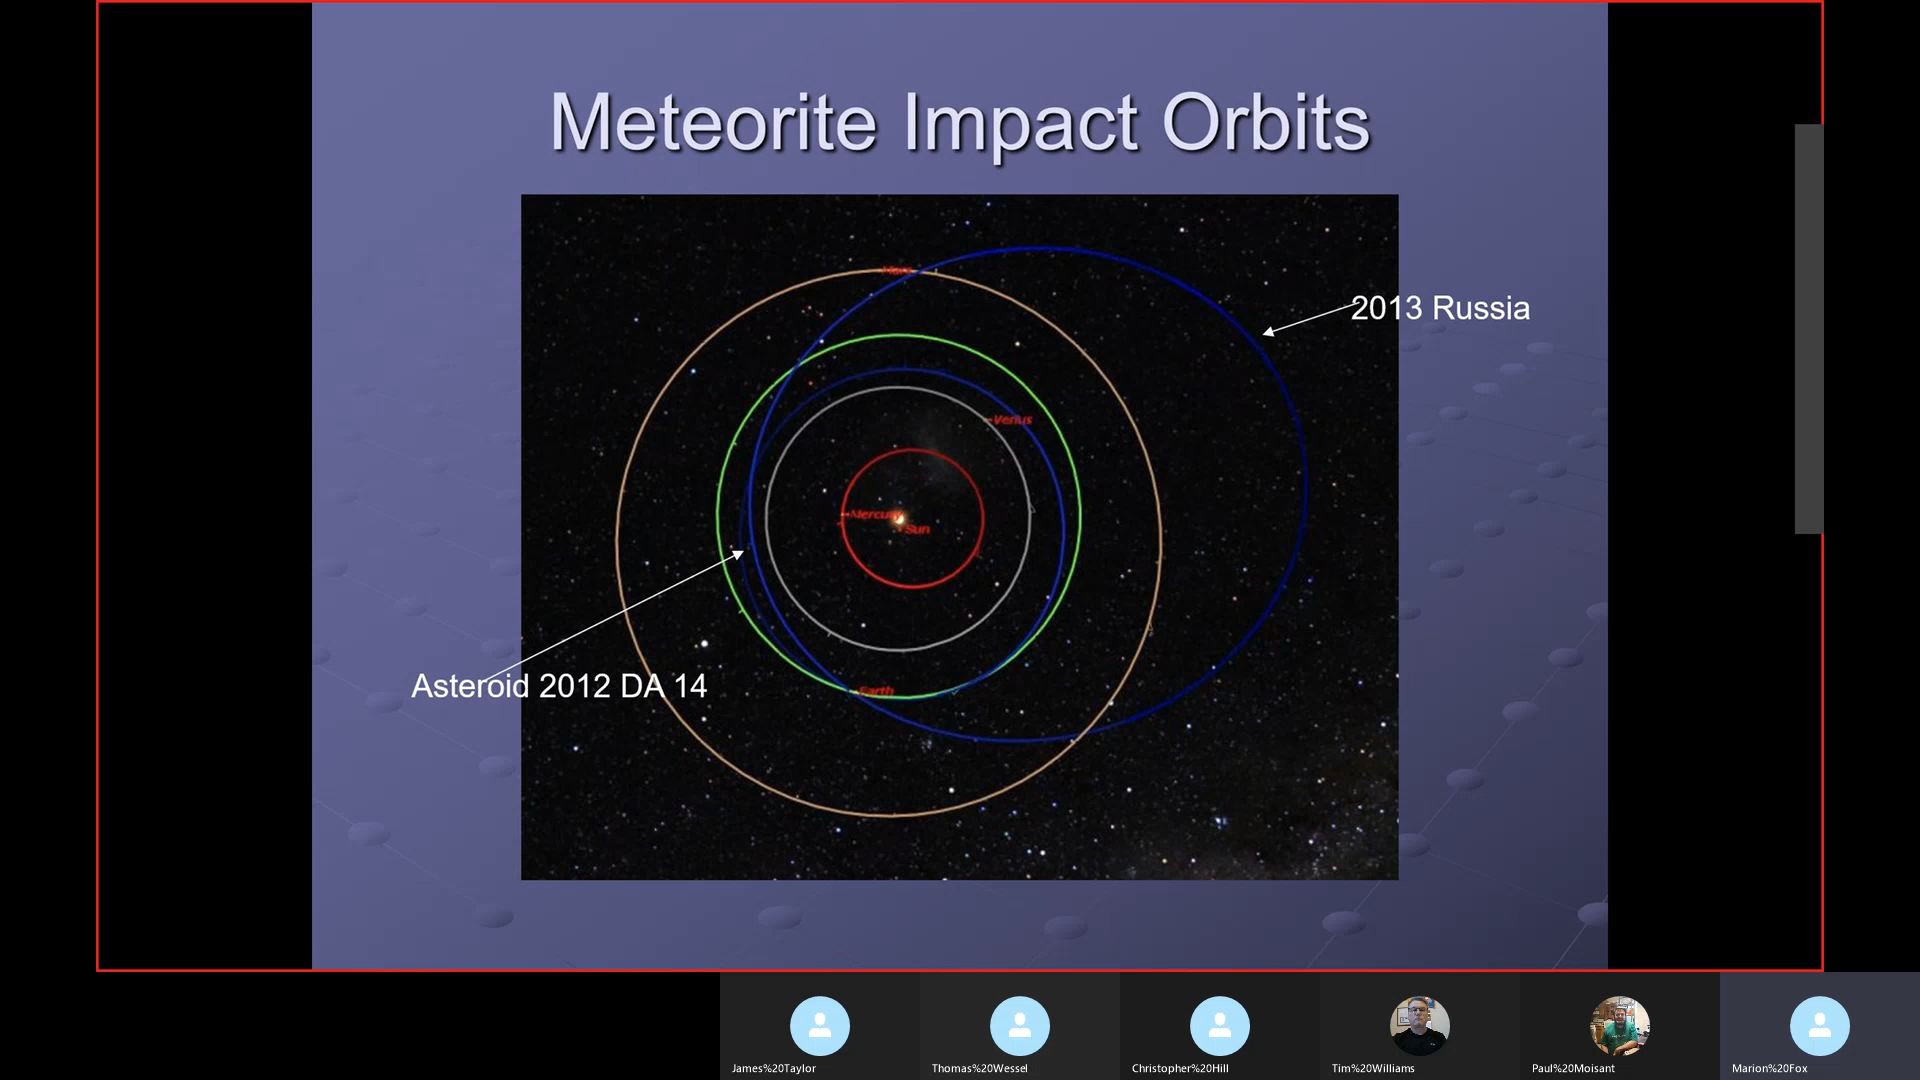 Meteorite Impact Orbits
Mars
2013 Russia
Venus
Mercury
Sun
Asteroid 2012 DA 14
Earth
James%20Taylor
Thomas%20Wessel
Christopher%20Hill
Tim%20Williams
Paul%20Moisant
Marion%20Fox